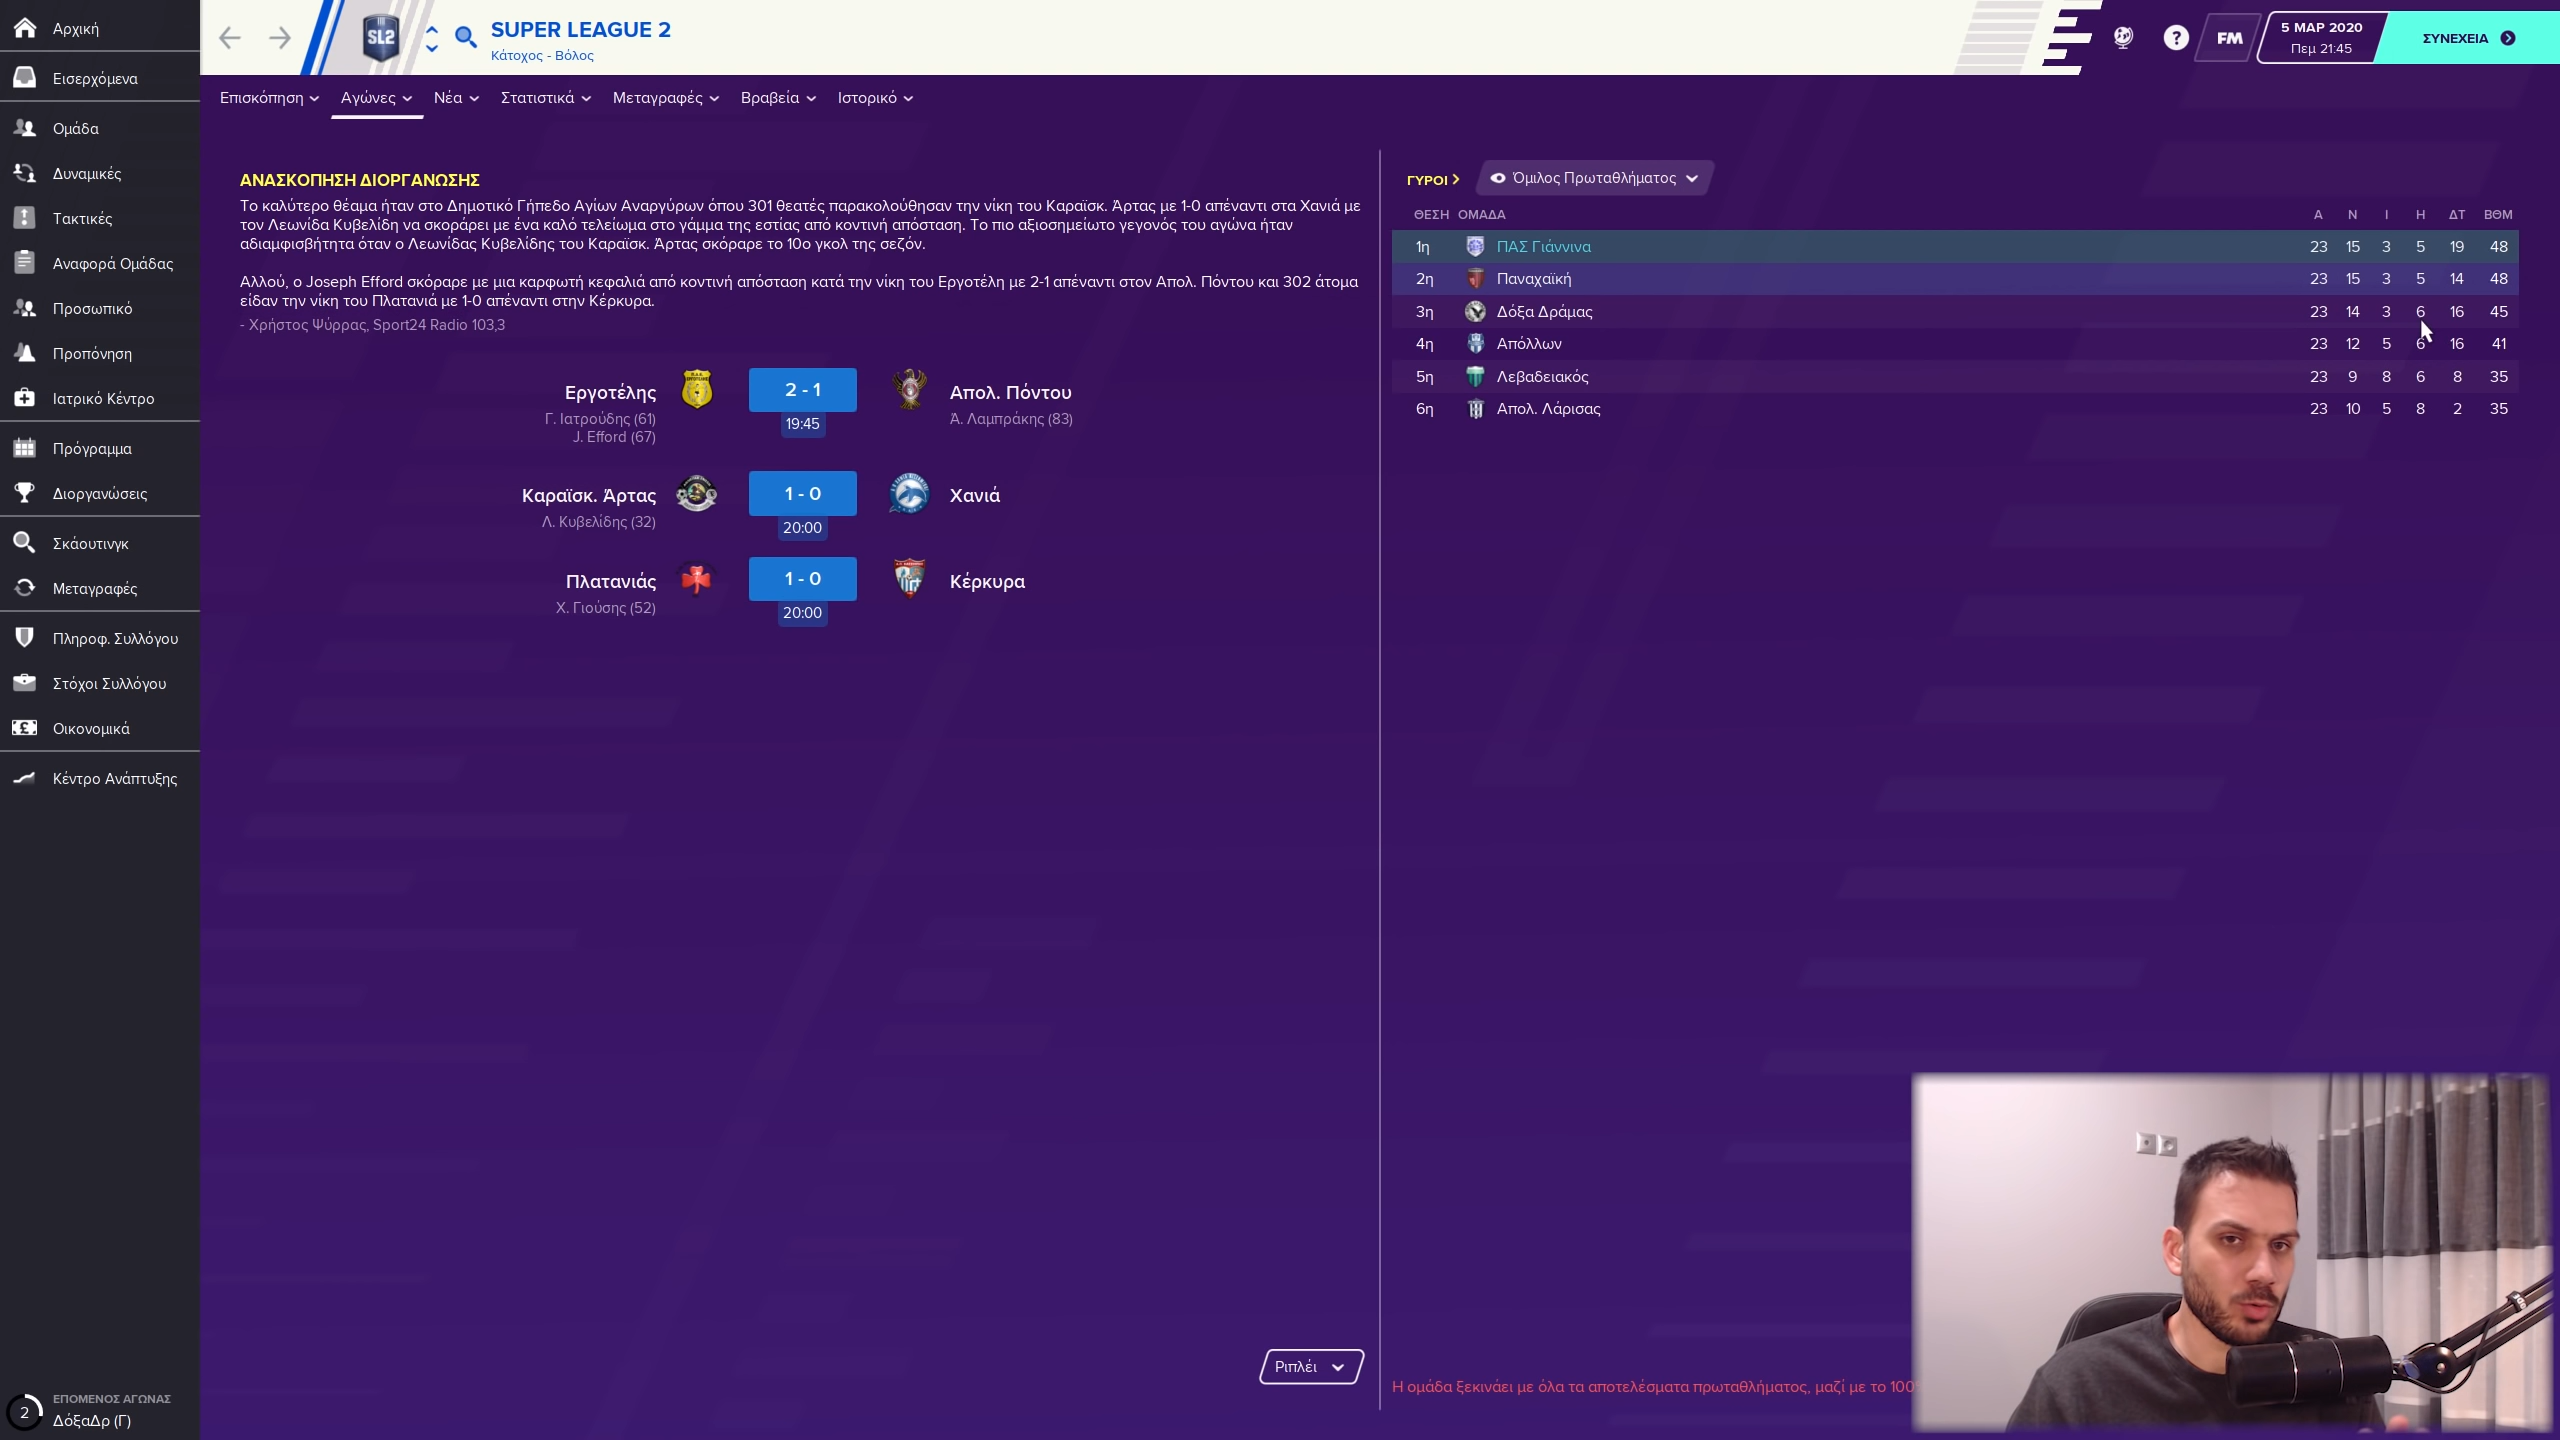 Αρχική
Εισερχόμενα
Ομάδα
Δυναμικές
Τακτικές
Αναφορά Ομάδας
Προσωπικό
Προπόνηση
Ιατρικό Κέντρο
Πρόγραμμα
Διοργανώσεις
Σκάουτινγκ
Μεταγραφές
Πληροφ. Συλλόγου
Στόχοι Συλλόγου
Οικονομικά
Κέντρο Ανάπτυξης
2
ΕΠΟΜΕΝΟΣ ΑΓΩΝΑΣ
ΔόξαΔρ (Γ)
SL2
SUPER LEAGUE 2
Κάτοχος - Βόλος
?
FM
5 ΜΑΡ 2020
Πεμ 21:45
ΣΥΝΕΧΕΙΑ
Επισκόπηση Αγώνες Νέα Στατιστικά Μεταγραφές Βραβεία Ιστορικό
ΑΝΑΣΚΟΠΗΣΗ ΔΙΟΡΓΑΝΩΣΗΣ
Το καλύτερο θέαμα ήταν στο Δημοτικό Γήπεδο Αγίων Αναργύρων όπου 301 θεατές παρακολούθησαν την νίκη του Καραϊσκ. Άρτας με 1-0 απέναντι στα Χανιά με
τον Λεωνίδα Κυβελίδη να σκοράρει με ένα καλό τελείωμα στο γάμμα της εστίας από κοντινή απόσταση. Το πιο αξιοσημείωτο γεγονός του αγώνα ήταν
αδιαμφισβήτητα όταν ο Λεωνίδας Κυβελίδης του Καραϊσκ. Άρτας σκόραρε το 10ο γκολ της σεζόν.
Αλλού, ο Joseph Efford σκόραρε με μια καρφωτή κεφαλιά από κοντινή απόσταση κατά την νίκη του Εργοτέλη με 2-1 απέναντι στον Απολ. Πόντου και 302 άτομα
είδαν την νίκη του Πλατανιά με 1-0 απέναντι στην Κέρκυρα.
- Χρήστος Ψύρρας, Sport24 Radio 103,3
Εργοτέλης 2 - 1 Απολ. Πόντου
Γ. Ιατρούδης (61) 19:45 Ά. Λαμπράκης (83)
J. Efford (67)
Καραϊσκ. Άρτας 1 - 0 Χανιά
Λ. Κυβελίδης (32) 20:00
Πλατανιάς 1 - 0 Κέρκυρα
Χ. Γιούσης (52) 20:00
Ριπλέι
ΓΥΡΟΙ Όμιλος Πρωταθλήματος
ΘΕΣΗ ΟΜΑΔΑ Α Ν Ι Η ΔΤ ΒΘΜ
1η ΠΑΣ Γιάννινα 23 15 3 5 19 48
2η Παναχαϊκή 23 15 3 5 14 48
3η Δόξα Δράμας 23 14 3 6 16 45
4η Απόλλων 23 12 5 6 16 41
5η Λεβαδειακός 23 9 8 6 8 35
6η Απολ. Λάρισας 23 10 5 8 2 35
Η ομάδα ξεκινάει με όλα τα αποτελέσματα πρωταθλήματος, μαζί με το 100